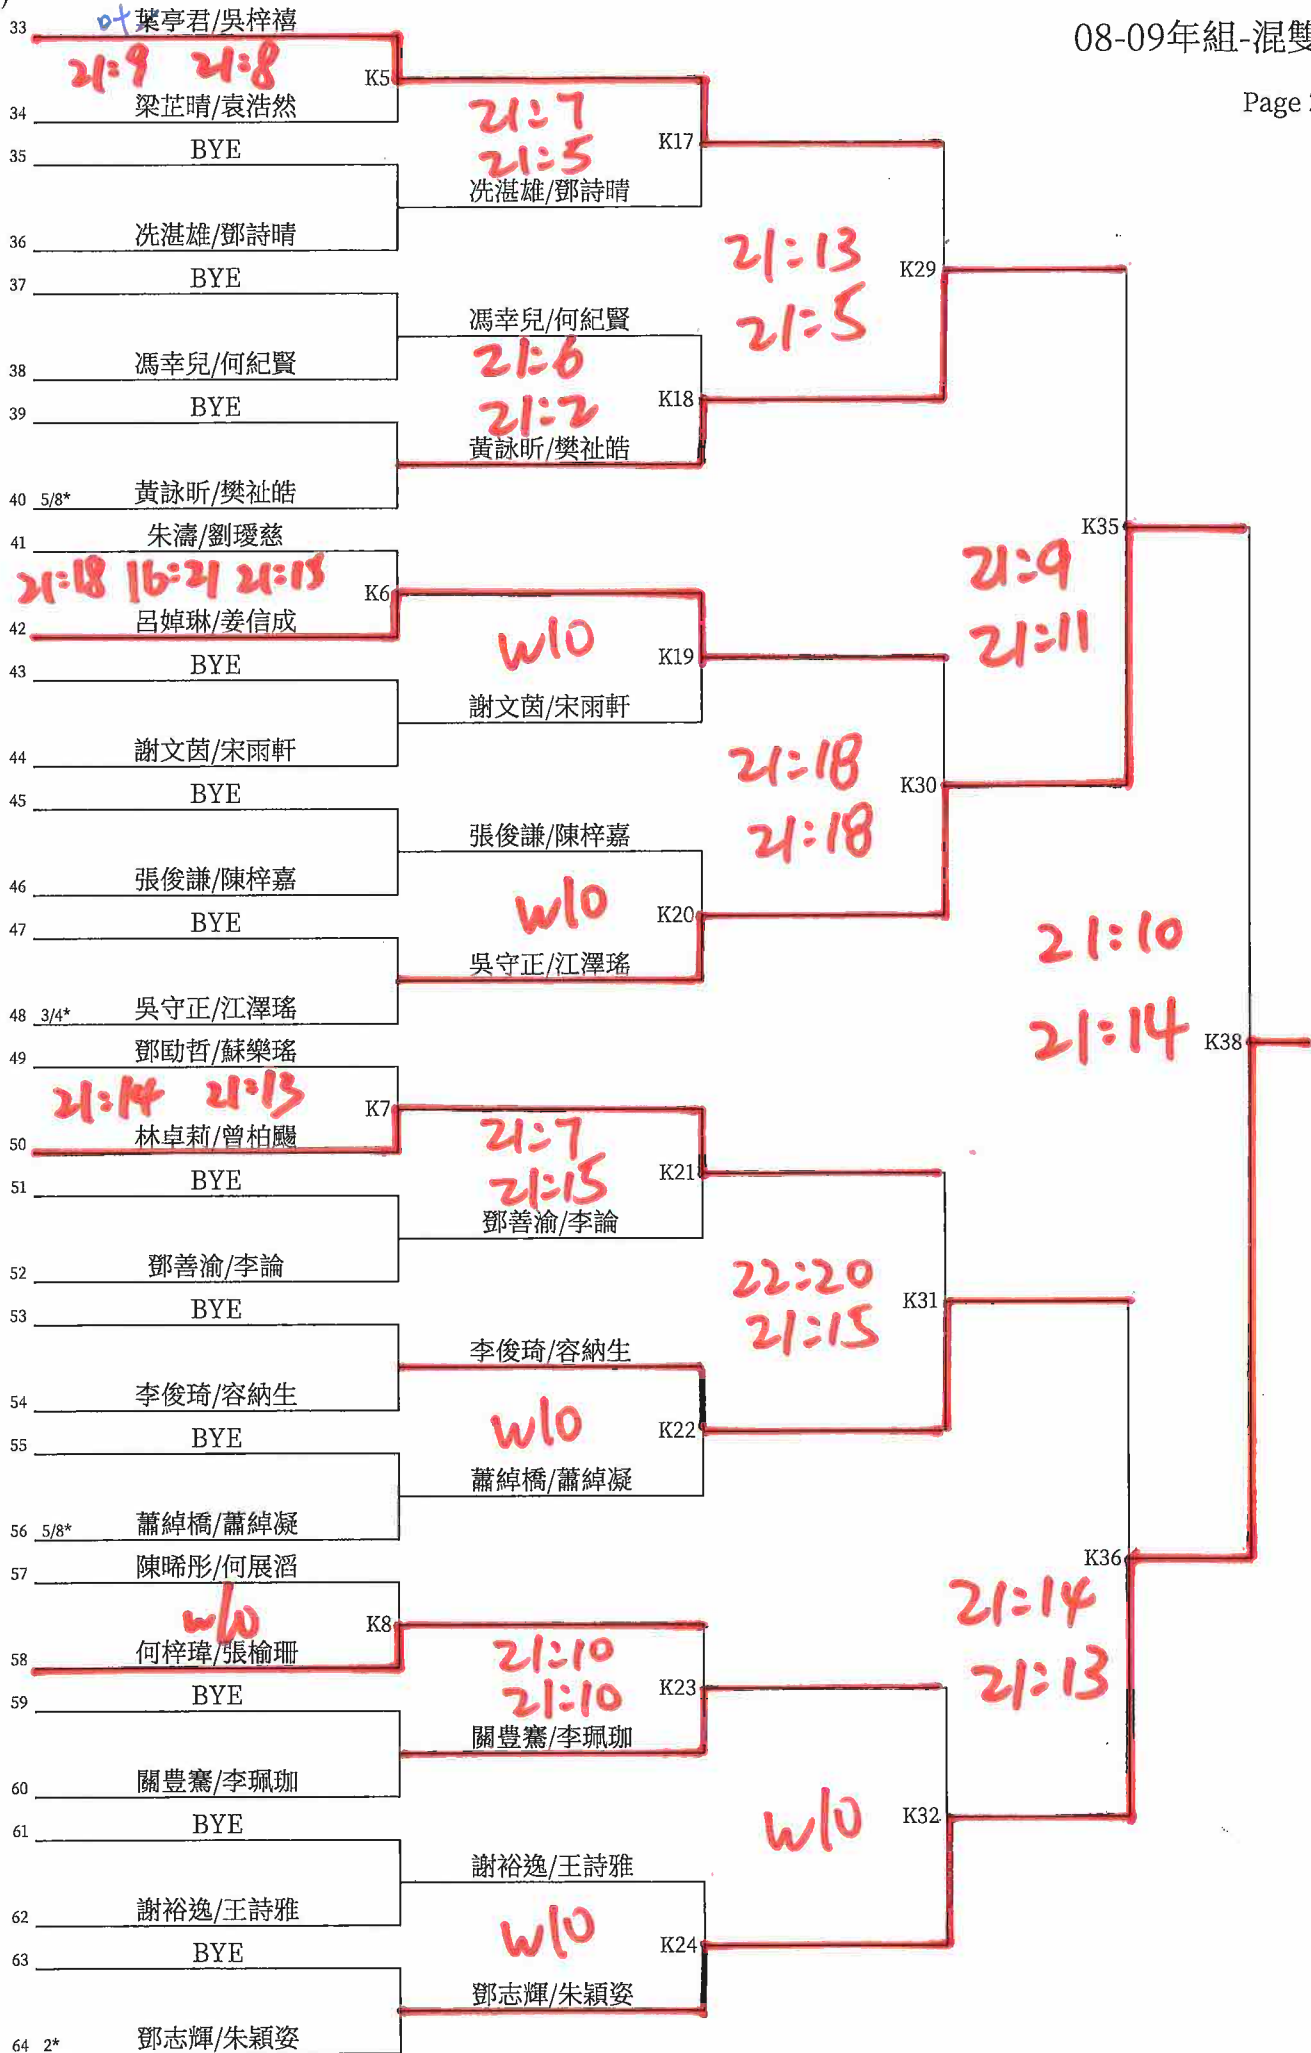 08-09年組-混雙
Page
33 葉亭君/吳梓禧
21:9 21:8
K5
34 梁芷晴/袁浩然
21:7
21:5
K17
35 BYE
冼湛雄/鄧詩晴
36 冼湛雄/鄧詩晴
21:13
21:5
K29
37 BYE
馮幸兒/何紀賢
38 馮幸兒/何紀賢
21:6
21:2
K18
39 BYE
黃詠昕/樊祉皓
40 5/8* 黃詠昕/樊祉皓
K35
41 朱濤/劉璦慈
21:18 16:21
K6
42 呂婥琳/姜信成
21:9
21:11
w/o
K19
43 BYE
謝文茵/宋雨軒
44 謝文茵/宋雨軒
21:18
21:18
K30
45 BYE
張俊謙/陳梓嘉
46 張俊謙/陳梓嘉
w/o
K20
47 BYE
吳守正/江澤瑤
48 3/4* 吳守正/江澤瑤
21:10
21:14
K38
49 鄧劻哲/蘇樂瑤
21:14 21:13
K7
50 林卓莉/曾柏颺
21:7
21:15
K21
51 BYE
鄧善渝/李論
52 鄧善渝/李論
22:20
21:15
K31
53 BYE
李俊琦/容納生
54 李俊琦/容納生
w/o
K22
55 BYE
蕭綽橋/蕭綽凝
56 5/8* 蕭綽橋/蕭綽凝
K36
57 陳晞彤/何展滔
w/o
K8
58 何梓瑋/張榆珊
21:14
21:13
21:10
21:10
K23
59 BYE
關豊騫/李珮珈
60 關豊騫/李珮珈
w/o
K32
61 BYE
謝裕逸/王詩雅
62 謝裕逸/王詩雅
w/o
K24
63 BYE
鄧志輝/朱穎姿
64 2* 鄧志輝/朱穎姿